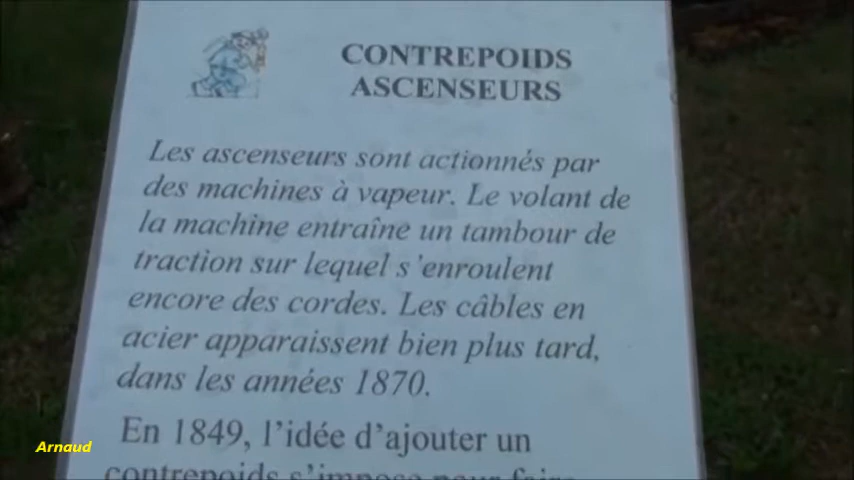 CONTREPOIDS
ASCENSEURS
Les ascenseurs sont actionnés par
des machines à vapeur. Le volant de
la machine entraîne un tambour de
traction sur lequel s'enroulent
encore des cordes. Les câbles en
acier apparaissent bien plus tard,
dans les années 1870.
En 1849, l'idée d'ajouter un
contrepoids s'impose pour faire
Arnaud